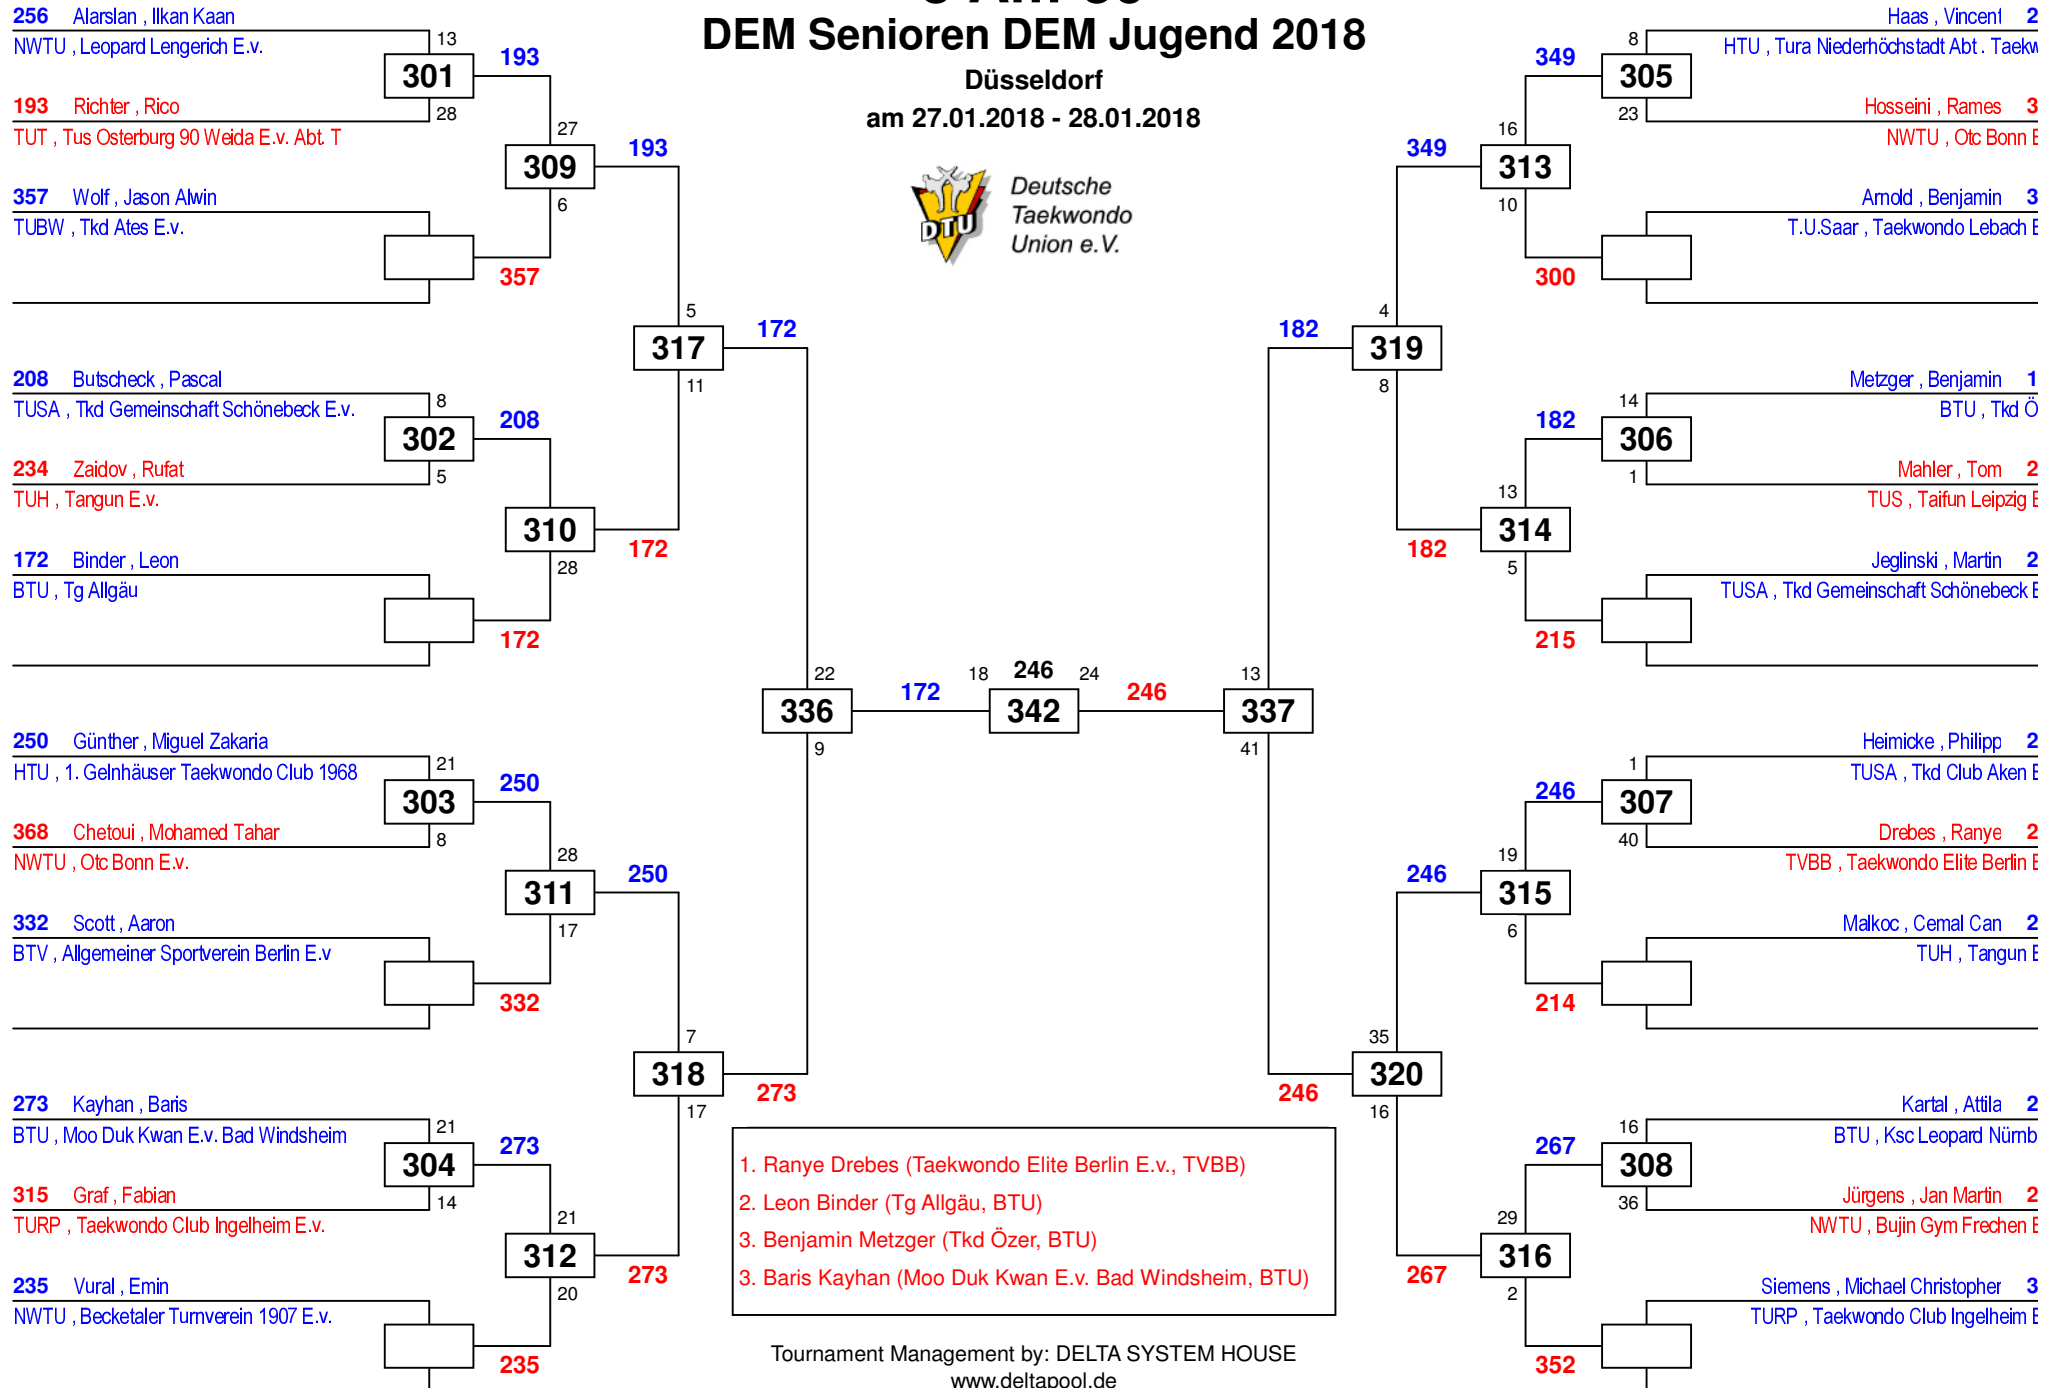 DEM Senioren DEM Jugend 2018
Düsseldorf
am 27.01.2018 - 28.01.2018
DTU
Deutsche
Taekwondo
Union e.V.
256 Alarslan , Ilkan Kaan
NWTU , Leopard Lengerich E.v.
13
301
193
28
193 Richter , Rico
TUT , Tus Osterburg 90 Weida E.v. Abt. T
27
309
193
6
357 Wolf , Jason Alwin
TUBW , Tkd Ates E.v.
357
5
317
172
11
208 Butscheck , Pascal
TUSA , Tkd Gemeinschaft Schönebeck E.v.
8
302
208
5
234 Zaidov , Rufat
TUH , Tangun E.v.
310
172
28
172 Binder , Leon
BTU , Tg Allgäu
172
22
336
172
9
18 246 24
342
246
250 Günther , Miguel Zakaria
HTU , 1. Gelnhäuser Taekwondo Club 1968
21
303
250
8
368 Chetoui , Mohamed Tahar
NWTU , Otc Bonn E.v.
28
311
250
17
332 Scott , Aaron
BTV , Allgemeiner Sportverein Berlin E.v
332
7
318
273
17
273 Kayhan , Baris
BTU , Moo Duk Kwan E.v. Bad Windsheim
21
304
273
14
315 Graf , Fabian
TURP , Taekwondo Club Ingelheim E.v.
21
312
273
20
235 Vural , Emin
NWTU , Becketaler Turnverein 1907 E.v.
235
Haas , Vincent 2
HTU , Tura Niederhöchstadt Abt . Taekw
8
349
305
23
Hosseini , Rames 3
NWTU , Otc Bonn E
16
349
313
10
Arnold , Benjamin 3
T.U.Saar , Taekwondo Lebach E
300
4
182
319
8
Metzger , Benjamin 1
BTU , Tkd Ö
14
182
306
1
Mahler , Tom 2
TUS , Taifun Leipzig E
13
314
182
5
Jeglinski , Martin 2
TUSA , Tkd Gemeinschaft Schönebeck E
215
13
337
41
Heimicke , Philipp 2
TUSA , Tkd Club Aken E
1
246
307
40
Drebes , Ranye 2
TVBB , Taekwondo Elite Berlin E
19
246
315
6
Malkoc , Cemal Can 2
TUH , Tangun E
214
35
320
246
16
Kartal , Attila 2
BTU , Ksc Leopard Nürnb
16
267
308
36
Jürgens , Jan Martin 2
NWTU , Bujin Gym Frechen E
29
316
267
2
Siemens , Michael Christopher 3
TURP , Taekwondo Club Ingelheim E
352
1. Ranye Drebes (Taekwondo Elite Berlin E.v., TVBB)
2. Leon Binder (Tg Allgäu, BTU)
3. Benjamin Metzger (Tkd Özer, BTU)
3. Baris Kayhan (Moo Duk Kwan E.v. Bad Windsheim, BTU)
Tournament Management by: DELTA SYSTEM HOUSE
www.deltapool.de